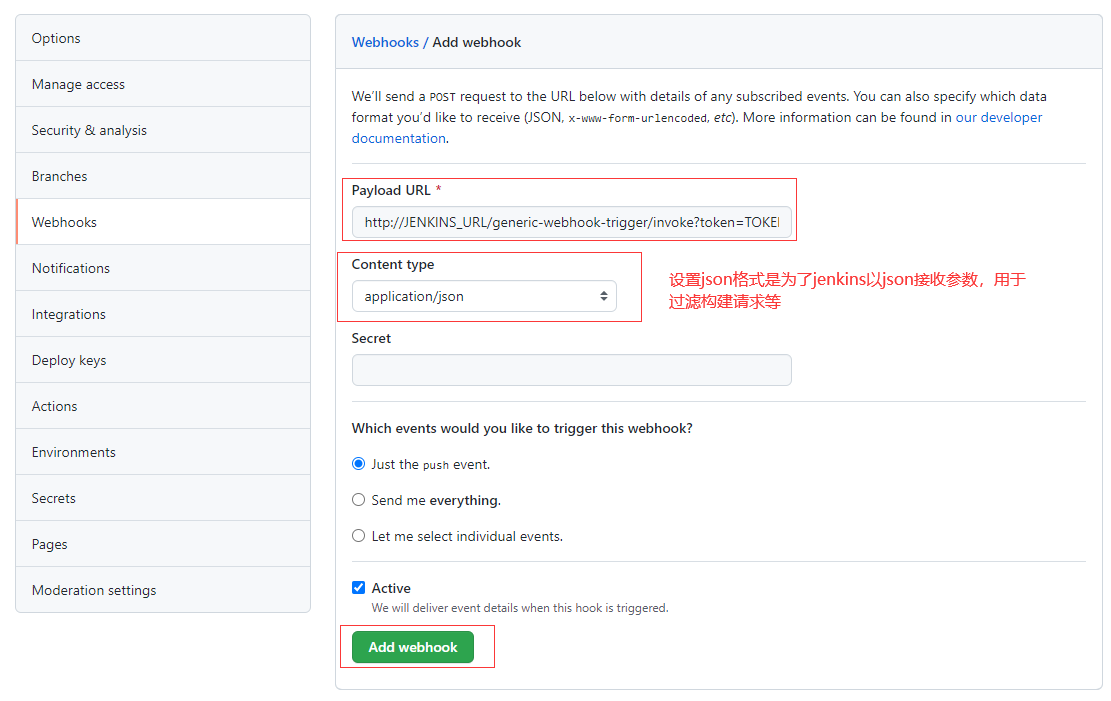 Options
Manage access
Security & analysis
Branches
Webhooks
Notifications
Integrations
Deploy keys
Actions
Environments
Secrets
Pages
Moderation settings
Webhooks / Add webhook
We'll send a POST request to the URL below with details of any subscribed events. You can also specify which data
format you'd like to receive (JSON, x-www-form-urlencoded, etc). More information can be found in our developer
documentation.
Payload URL *
http://JENKINS_URL/generic-webhook-trigger/invoke?token=TOKE
Content type
application/json
设置json格式是为了jenkins以json接收参数，用于
过滤构建请求等
Secret
Which events would you like to trigger this webhook?
Just the push event.
Send me everything.
Let me select individual events.
Active
We will deliver event details when this hook is triggered.
Add webhook